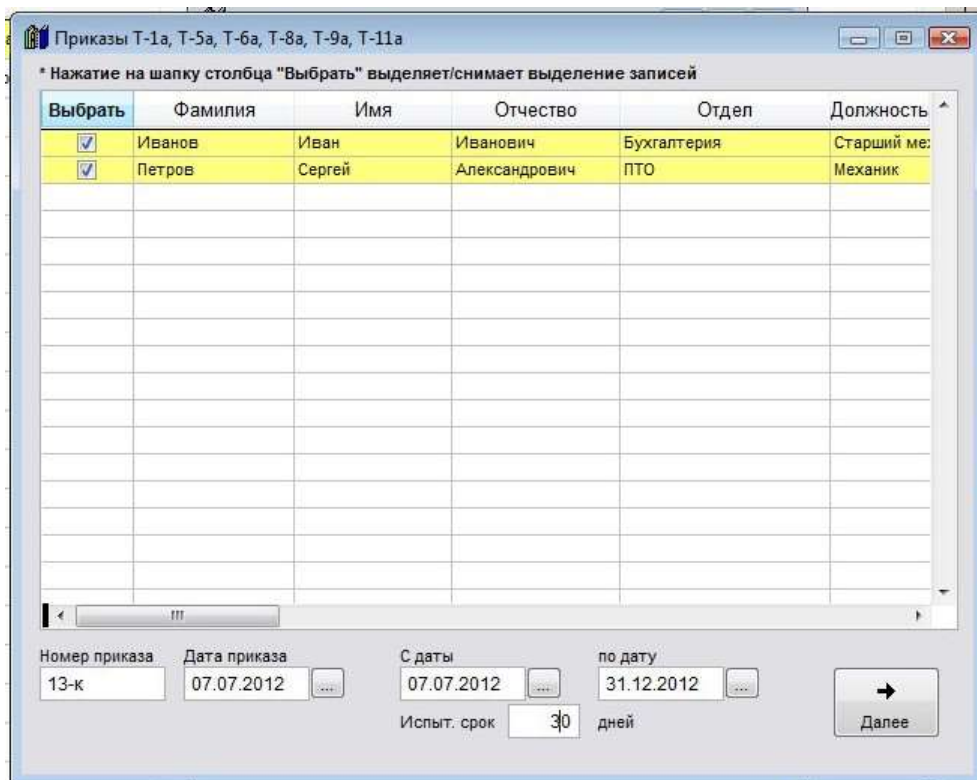 Приказы Т-1а, Т-5а, Т-6а, Т-8а, Т-9а, Т-11а
* Нажатие на шапку столбца "Выбрать" выделяет/снимает выделение записей
Выбрать Фамилия Имя Отчество Отдел Должность
Иванов Иван Иванович Бухгалтерия Старший
Петров Сергей Александрович ПТО Механик
Номер приказа Дата приказа С даты по дату
13-к 07.07.2012 ... 07.07.2012 ... 31.12.2012 ...
Испыт. срок 30 дней
Далее